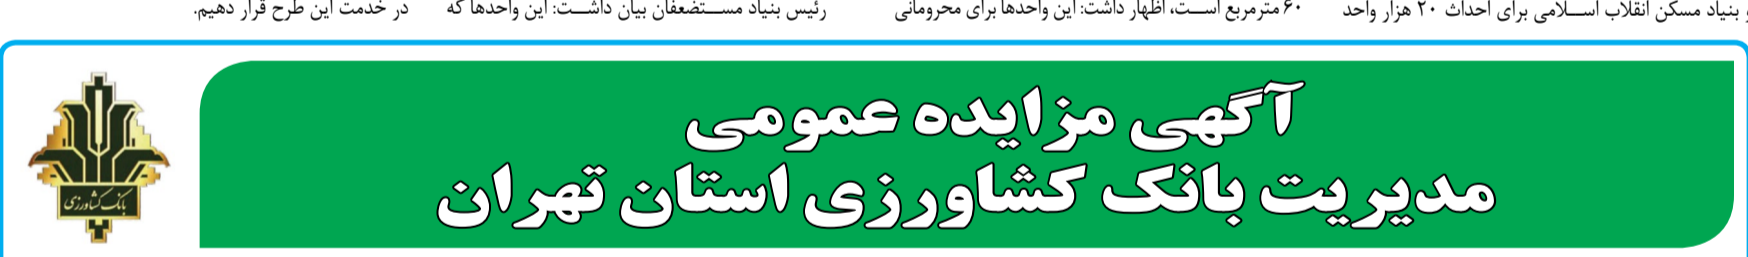 و بنیاد مسکن انقلاب اسلامی برای احداث ۲۰ هزار واحد
۶۰ مترمربع است، اظهار داشت: این واحدها برای محرومانی
رئیس بنیاد مستضعفان بیان داشت: این واحدها که
در خدمت این طرح قرار دهیم.
آگهی مزایده عمومی
مدیریت بانک کشاورزی استان تهران
بانک کشاورزی